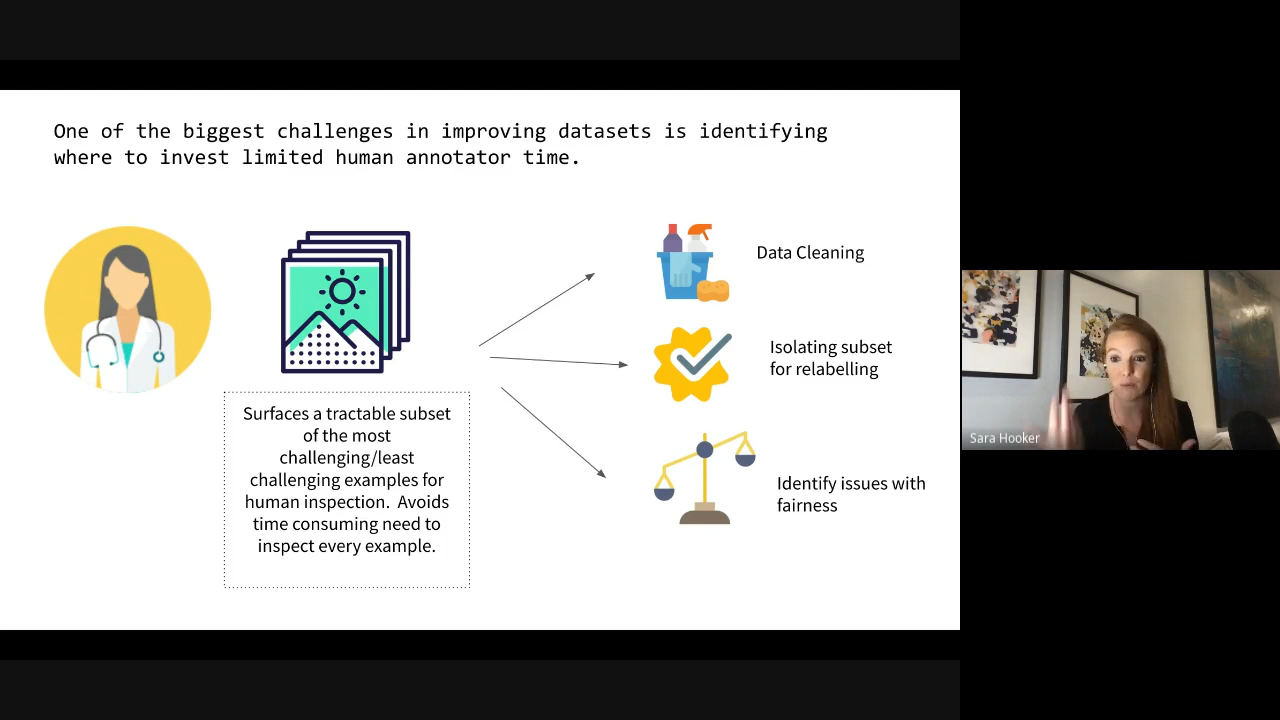 One of the biggest challenges in improving datasets is identifying
where to invest limited human annotator time.
Surfaces a tractable subset
of the most
challenging/least
challenging examples for
human inspection.  Avoids
time consuming need to
inspect every example.
Data Cleaning
Isolating subset
for relabelling
Identify issues with
fairness
Sara Hooker